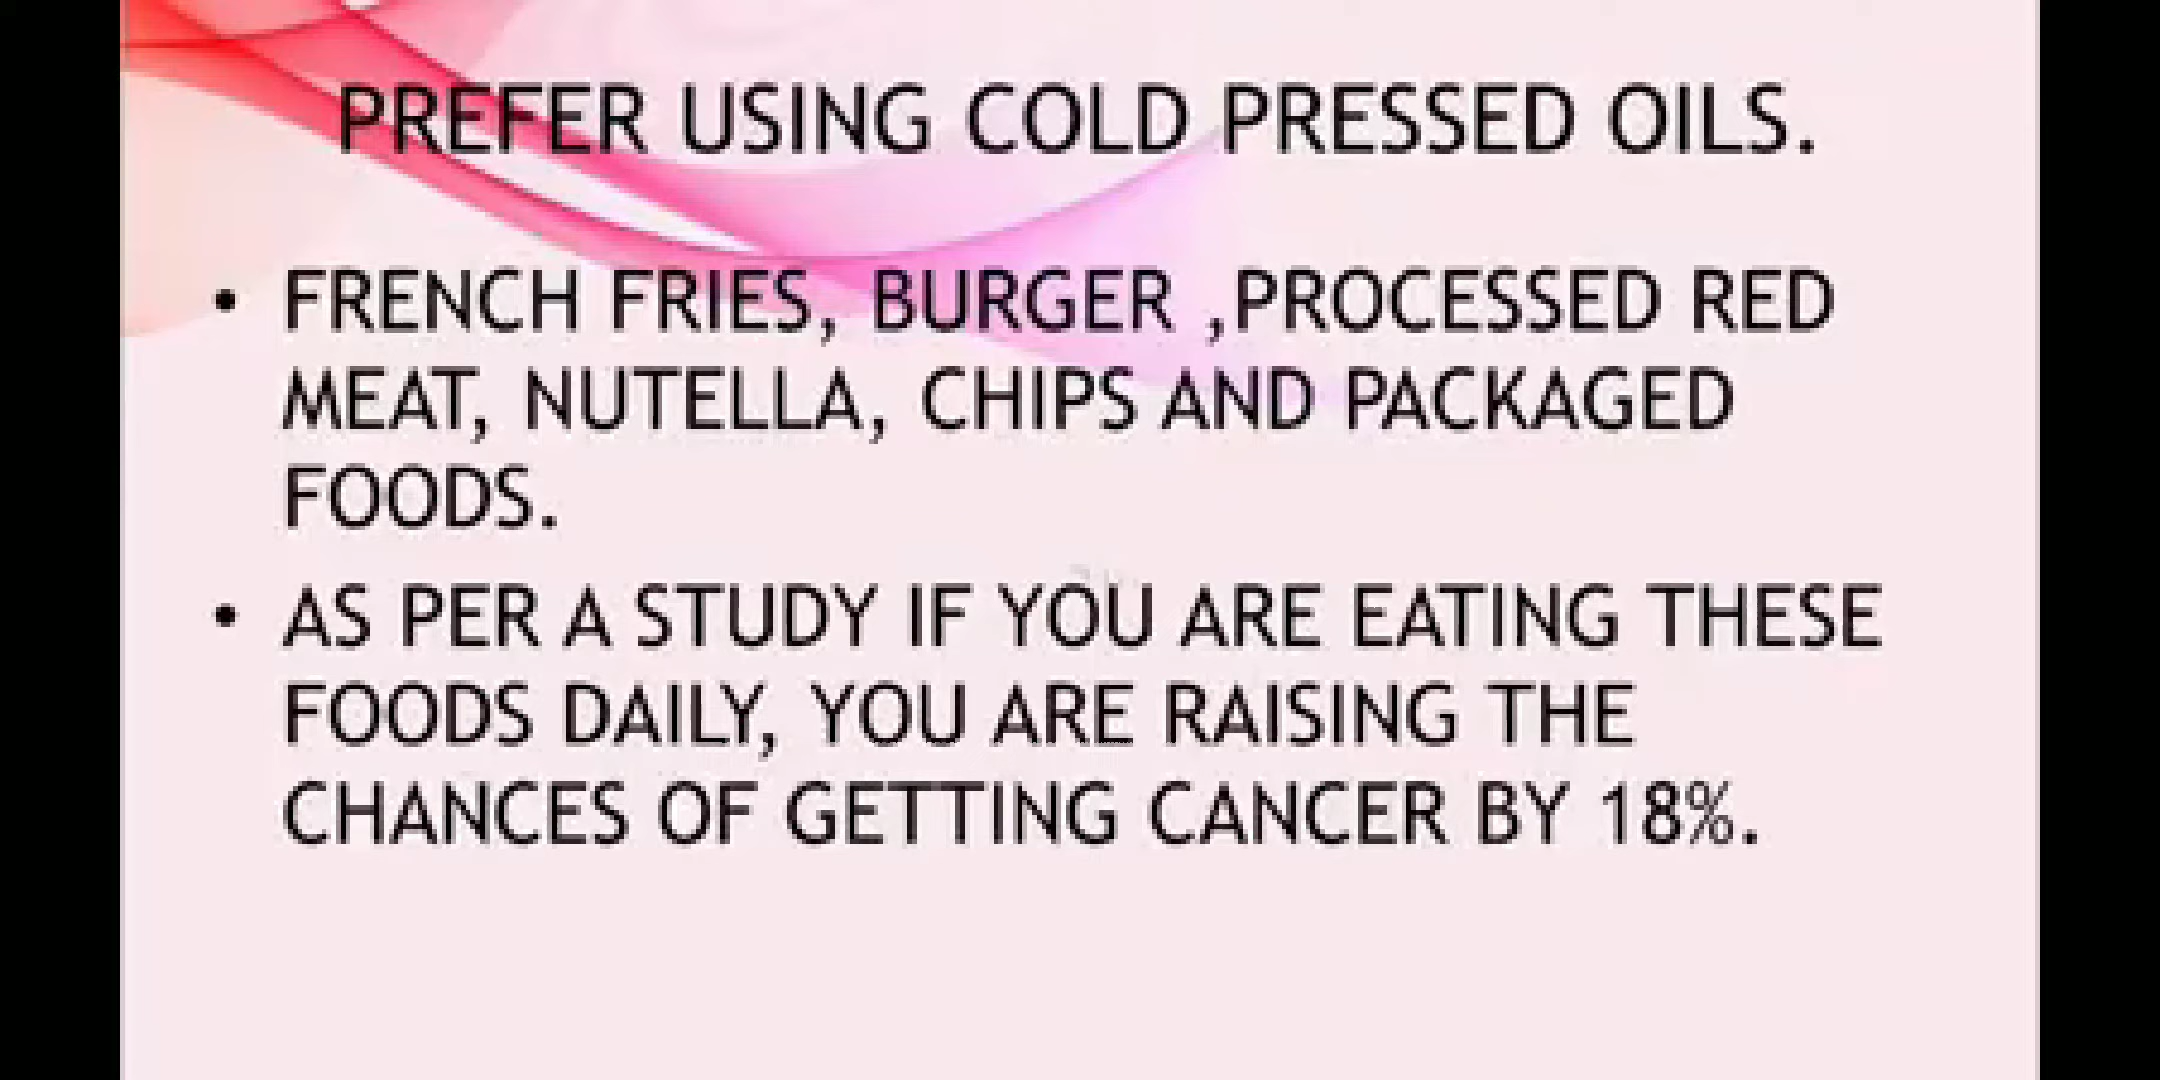 PREFER USING COLD PRESSED OILS.
• FRENCH FRIES, BURGER ,PROCESSED RED
MEAT, NUTELLA, CHIPS AND PACKAGED
FOODS.
• AS PER A STUDY IF YOU ARE EATING THESE
FOODS DAILY, YOU ARE RAISING THE
CHANCES OF GETTING CANCER BY 18%.